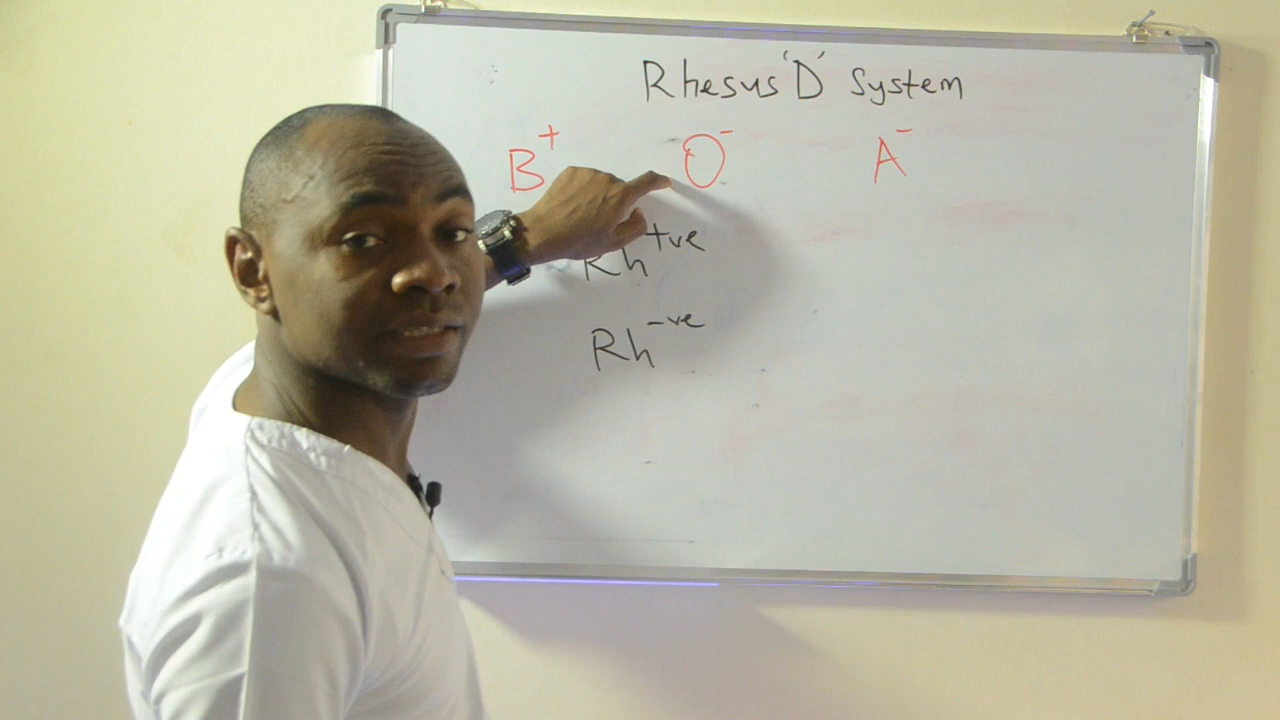 Rhesus 'D' System
B+ O- A-
Rh+ve
Rh-ve